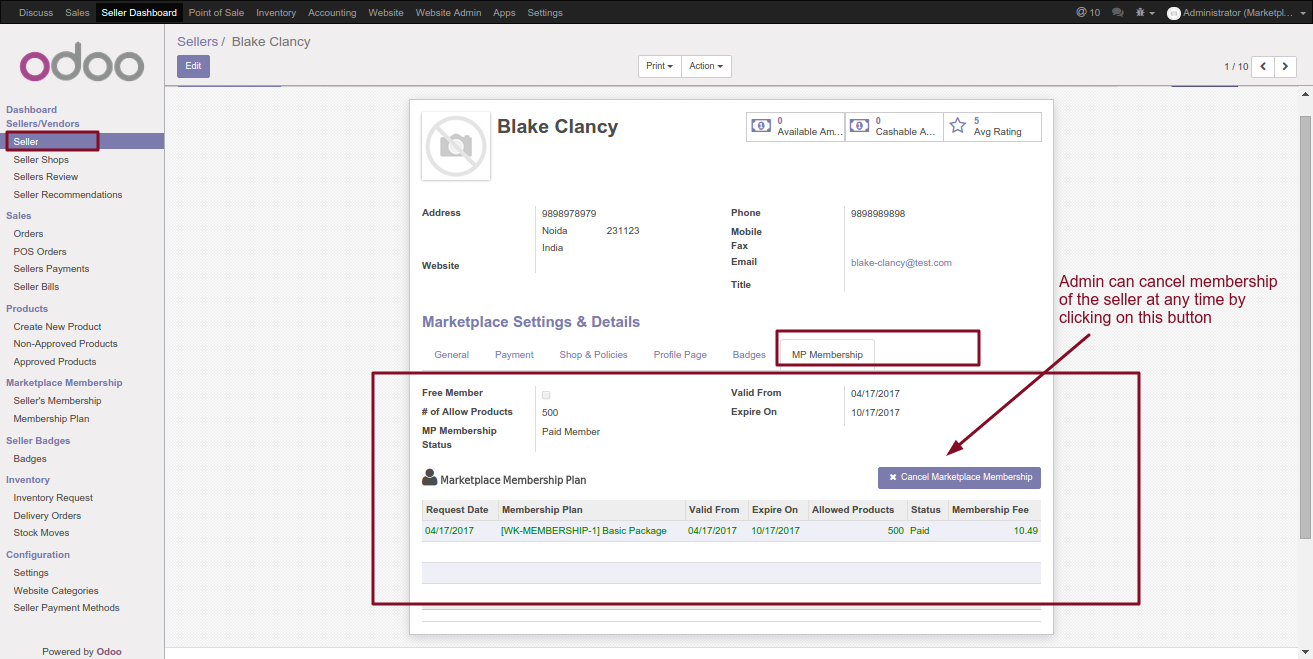 Discuss Sales Seller Dashboard Point of Sale Inventory Accounting Website Website Admin Apps Settings @ 10 Administrator (Marketpl...
odoo
Sellers / Blake Clancy
Edit Print Action 1 / 10
Dashboard
Sellers/Vendors
Seller
Seller Shops
Sellers Review
Seller Recommendations
Sales
Orders
POS Orders
Sellers Payments
Seller Bills
Products
Create New Product
Non-Approved Products
Approved Products
Marketplace Membership
Seller's Membership
Membership Plan
Seller Badges
Badges
Inventory
Inventory Request
Delivery Orders
Stock Moves
Configuration
Settings
Website Categories
Seller Payment Methods
Powered by Odoo
Blake Clancy
0
Available Am...
0
Cashable A...
5
Avg Rating
Address 9898978979
Noida 231123
India
Website
Phone 9898989898
Mobile
Fax
Email blake-clancy@test.com
Title
Marketplace Settings & Details
General Payment Shop & Policies Profile Page Badges MP Membership
Free Member
# of Allow Products 500
MP Membership Paid Member
Status
Valid From 04/17/2017
Expire On 10/17/2017
Marketplace Membership Plan
Cancel Marketplace Membership
Request Date Membership Plan Valid From Expire On Allowed Products Status Membership Fee
04/17/2017 [WK-MEMBERSHIP-1] Basic Package 04/17/2017 10/17/2017 500 Paid 10.49
Admin can cancel membership
of the seller at any time by
clicking on this button